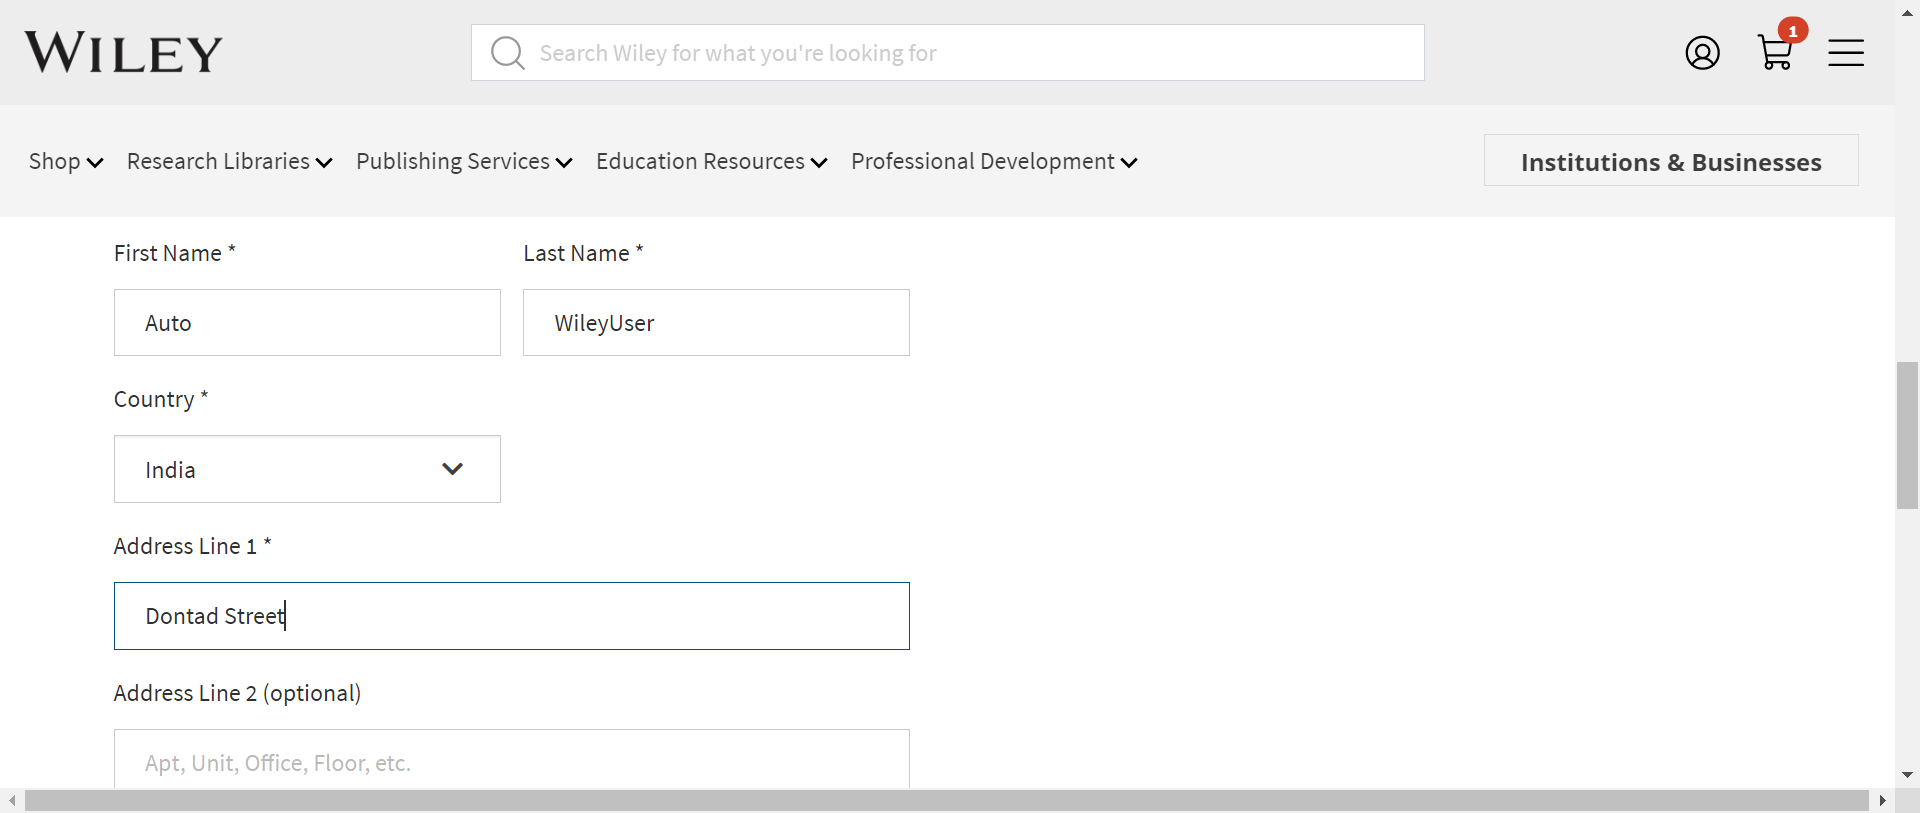 WILEY
Search Wiley for what you're looking for
1
Shop Research Libraries Publishing Services Education Resources Professional Development Institutions & Businesses
First Name * Last Name *
Auto WileyUser
Country *
India
Address Line 1 *
Dontad Street
Address Line 2 (optional)
Apt, Unit, Office, Floor, etc.